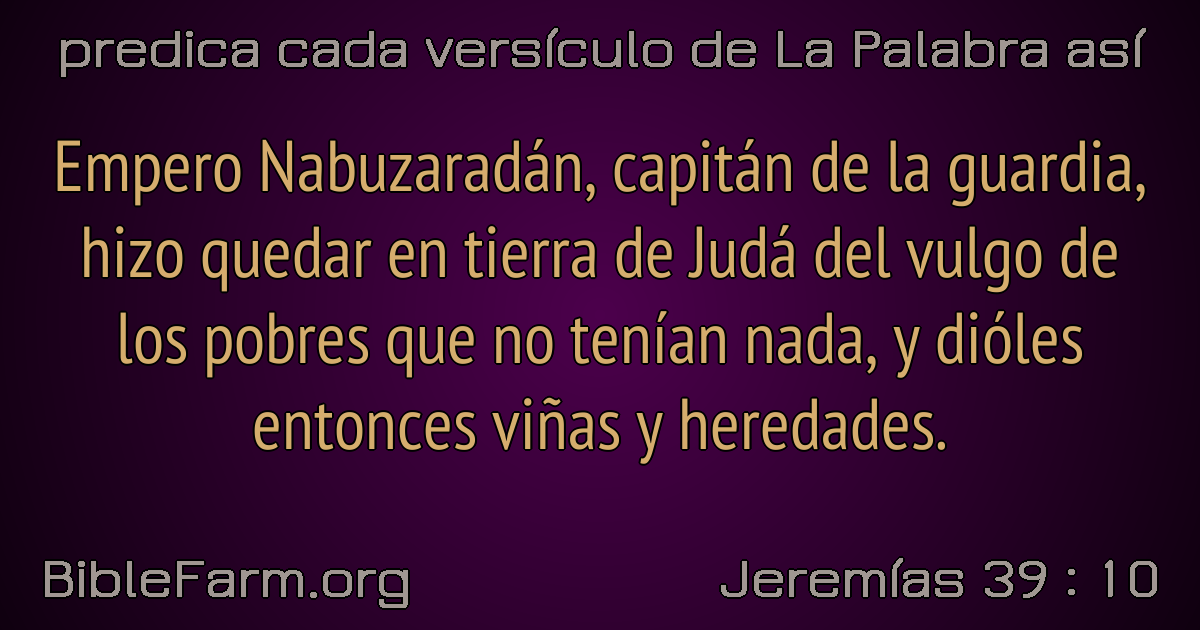 predica cada versículo de La Palabra así
Empero Nabuzaradán, capitán de la guardia,
hizo quedar en tierra de Judá del vulgo de
los pobres que no tenían nada, y dióles
entonces viñas y heredades.
BibleFarm.org
Jeremías 39 : 10